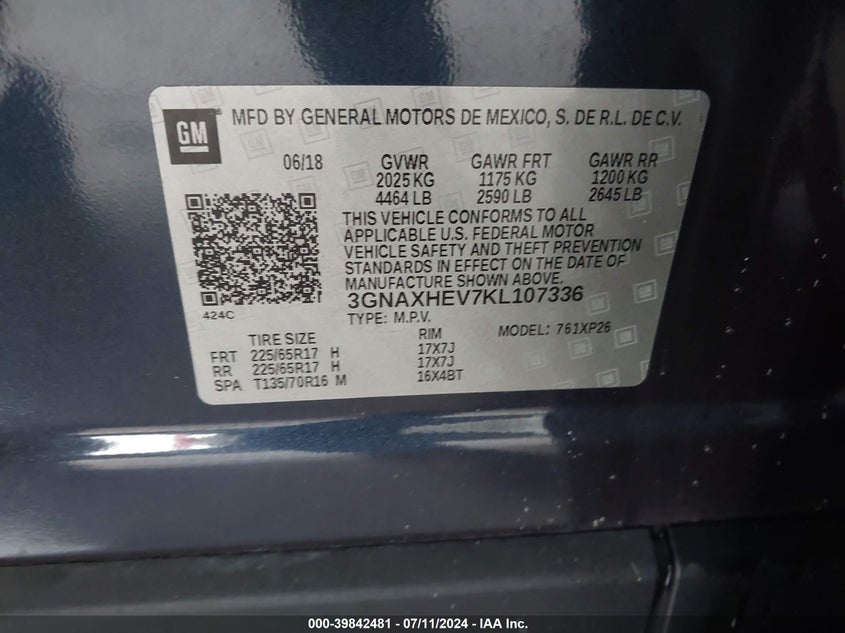 GM
MFD BY GENERAL MOTORS DE MEXICO, S. DE R.L. DE C.V.
06/18 GVWR GAWR FRT GAWR RR
2025 KG 1175 KG 1200 KG
4464 LB 2590 LB 2645 LB
THIS VEHICLE CONFORMS TO ALL
APPLICABLE U.S. FEDERAL MOTOR
VEHICLE SAFETY AND THEFT PREVENTION
STANDARDS IN EFFECT ON THE DATE OF
MANUFACTURE SHOWN ABOVE.
3GNAXHEV7KL107336
424C
TYPE: M.P.V. MODEL: 761XP26
TIRE SIZE RIM
FRT 225/65R17 H 17X7J
RR 225/65R17 H 17X7J
SPA T135/70R16 M 16X4BT
000-39842481 - 07/11/2024 - IAA Inc.